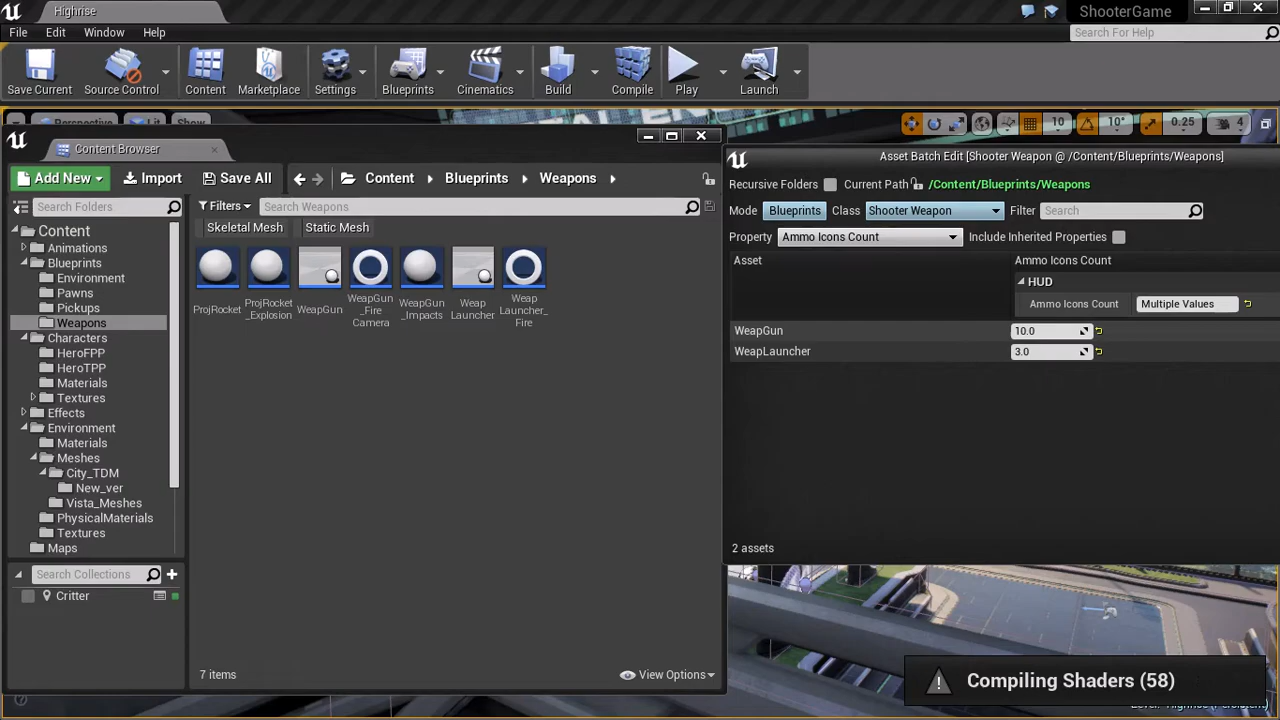 Highrise
ShooterGame
File Edit Window Help
Search For Help
Save Current Source Control Content Marketplace Settings Blueprints Cinematics Build Compile Play Launch
Perspective Lit Show
10 10° 0.25 4
Content Browser
Add New Import Save All Content Blueprints Weapons
Search Folders
Filters Search Weapons
Skeletal Mesh Static Mesh
Content
Animations
Blueprints
Environment
Pawns
Pickups
Weapons
Characters
HeroFPP
HeroTPP
Materials
Textures
Effects
Environment
Materials
Meshes
City_TDM
New_ver
Vista_Meshes
PhysicalMaterials
Textures
Maps
Search Collections
Critter
ProjRocket
ProjRocket
_Explosion
WeapGun
WeapGun
_Fire
Camera
WeapGun
_Impacts
Weap
Launcher
Weap
Launcher_
Fire
7 items
View Options
Asset Batch Edit [Shooter Weapon @ /Content/Blueprints/Weapons]
Recursive Folders Current Path /Content/Blueprints/Weapons
Mode Blueprints Class Shooter Weapon Filter Search
Property Ammo Icons Count Include Inherited Properties
Asset Ammo Icons Count
HUD
Ammo Icons Count Multiple Values
WeapGun 10.0
WeapLauncher 3.0
2 assets
Compiling Shaders (58)